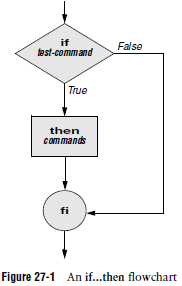 if
test-command
False
True
then
commands
fi
Figure 27-1 An if...then flowchart